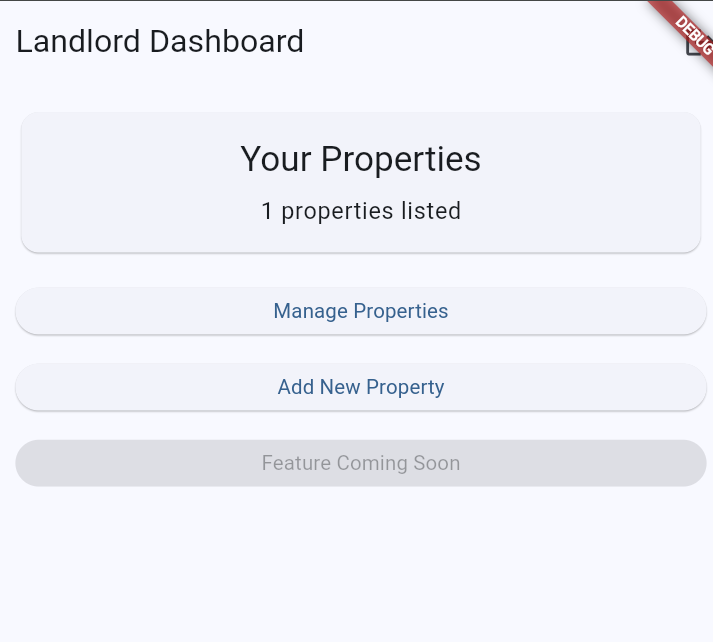 Landlord Dashboard
DEBUG
Your Properties
1 properties listed
Manage Properties
Add New Property
Feature Coming Soon